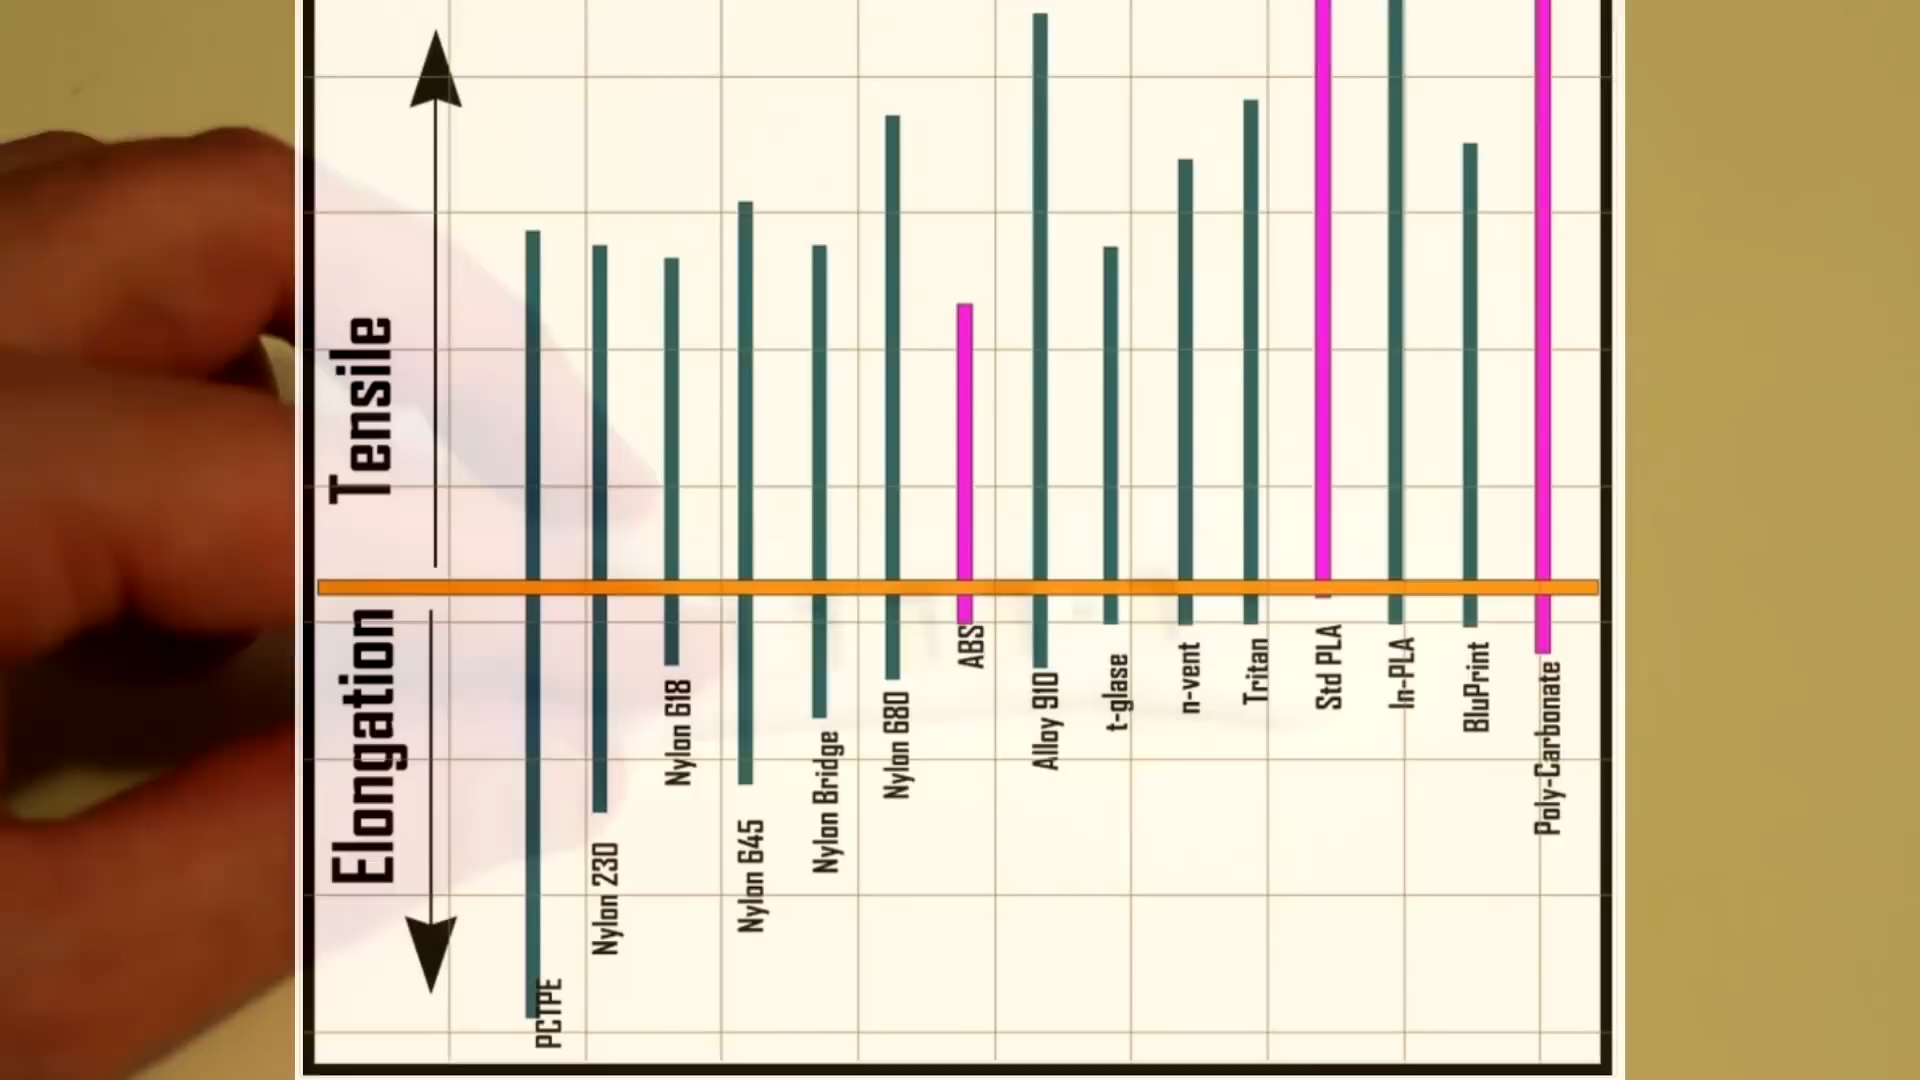 Tensile
Elongation
PCTPE
Nylon 230
Nylon 618
Nylon 645
Nylon Bridge
Nylon 680
ABS
Alloy 910
t-glase
n-vent
Tritan
Std PLA
In-PLA
BluPrint
Poly-Carbonate